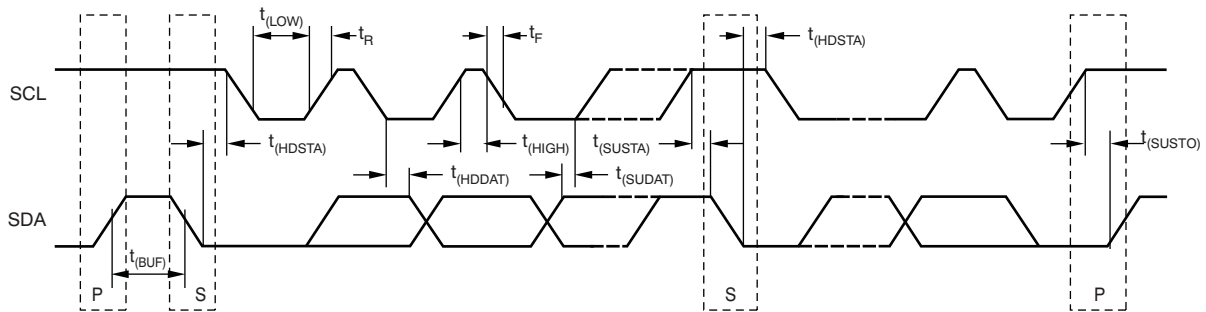 t(LOW)
tR
tF
t(HDSTA)
SCL
t(HDSTA)
t(HIGH)
t(SUSTA)
t(SUSTO)
t(HDDAT)
t(SUDAT)
SDA
t(BUF)
P
S
S
P